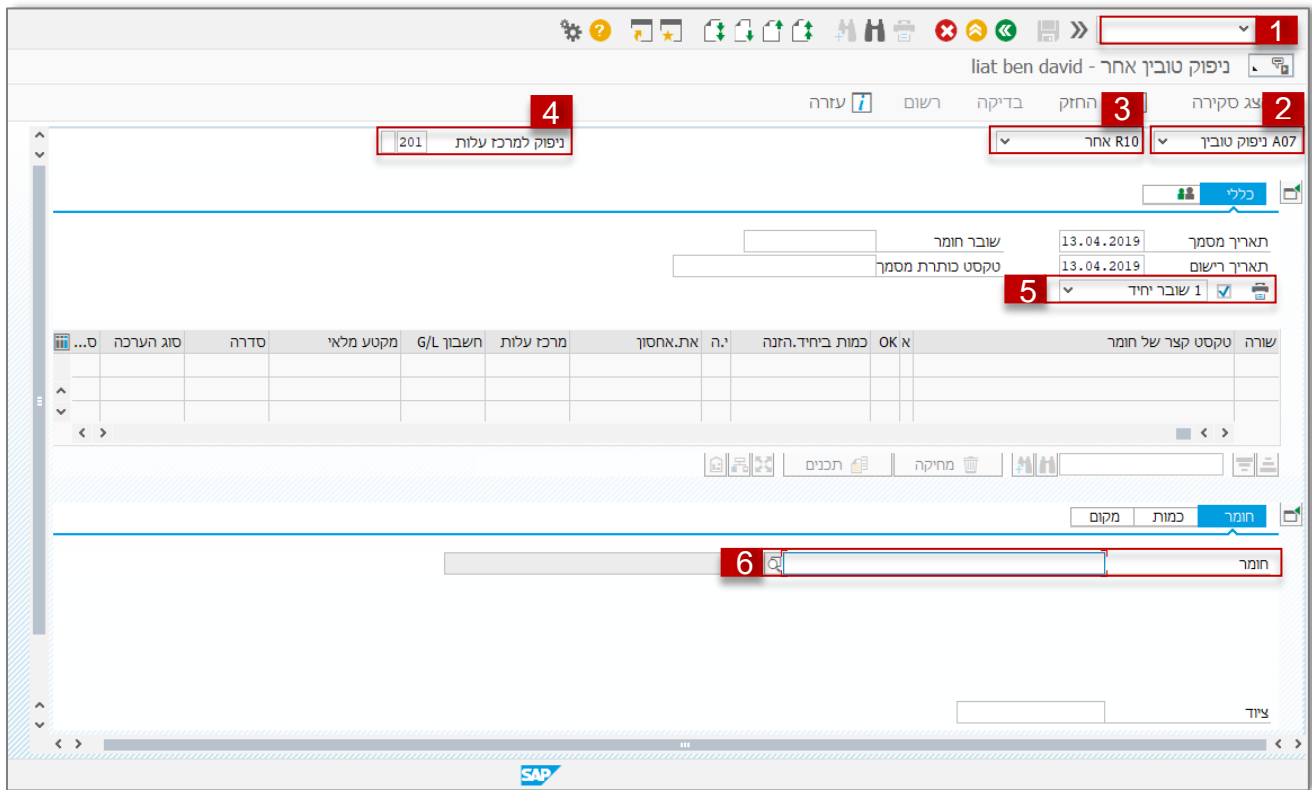 1
ניפוק טובין אחר - liat ben david
צג סקירה החזק בדיקה רשום עזרה
2 3 4
A07 ניפוק טובין R10 אחר ניפוק למרכז עלות 201
כללי
תאריך מסמך 13.04.2019 שובר חומר
תאריך רישום 13.04.2019 טקסט כותרת מסמך
1 שובר יחיד 5
שורה טקסט קצר של חומר א OK כמות ביחיד.הזנה י.ה את.אחסון מרכז עלות חשבון G/L מקטע מלאי סדרה סוג הערכה ס...
מחיקה תכנים
חומר כמות מקום
חומר 6
ציוד
SAP